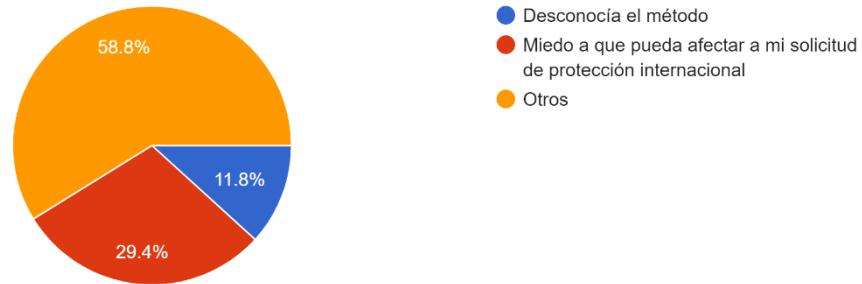 58.8%
11.8%
29.4%
Desconocía el método
Miedo a que pueda afectar a mi solicitud
de protección internacional
Otros